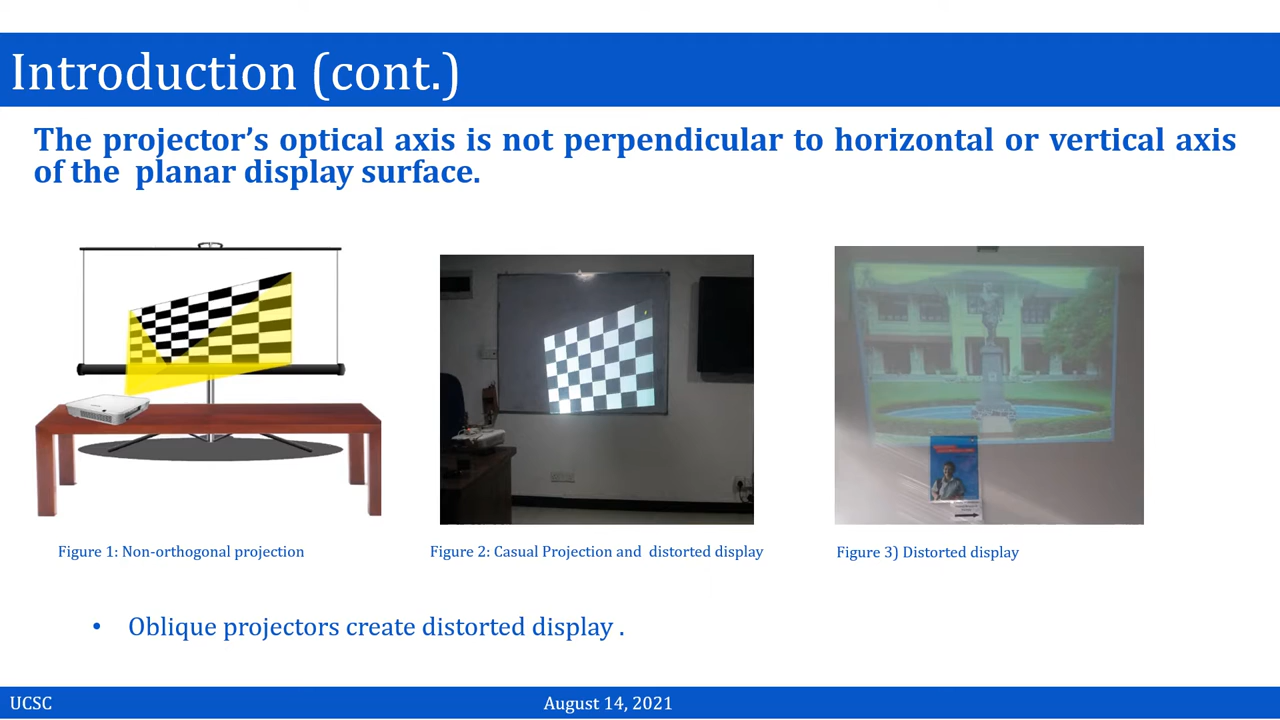 Introduction (cont.)
The projector’s optical axis is not perpendicular to horizontal or vertical axis
of the planar display surface.
Figure 1: Non-orthogonal projection
Figure 2: Casual Projection and distorted display
Figure 3) Distorted display
• Oblique projectors create distorted display .
UCSC
August 14, 2021